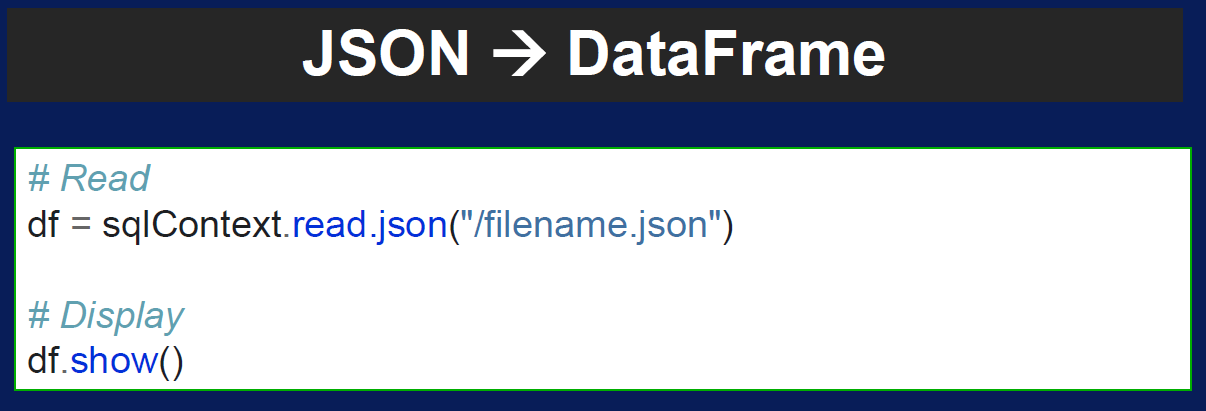 JSON → DataFrame
# Read
df = sqlContext.read.json("/filename.json")
# Display
df.show()